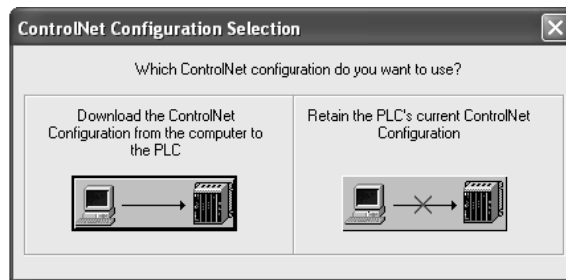 ControlNet Configuration Selection
Which ControlNet configuration do you want to use?
Download the ControlNet
Configuration from the computer to
the PLC
Retain the PLC's current ControlNet
Configuration